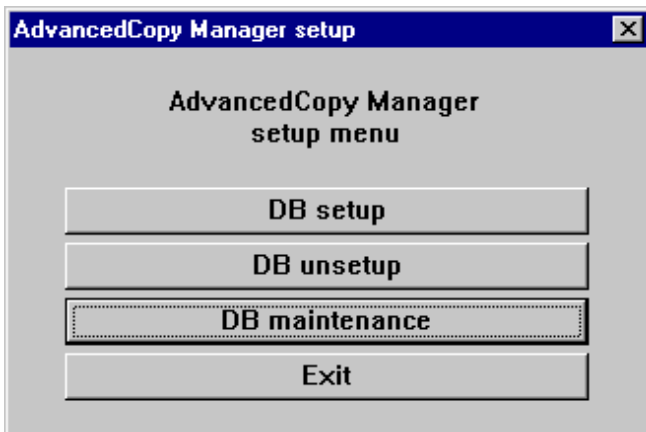 AdvancedCopy Manager setup
AdvancedCopy Manager
setup menu
DB setup
DB unsetup
DB maintenance
Exit